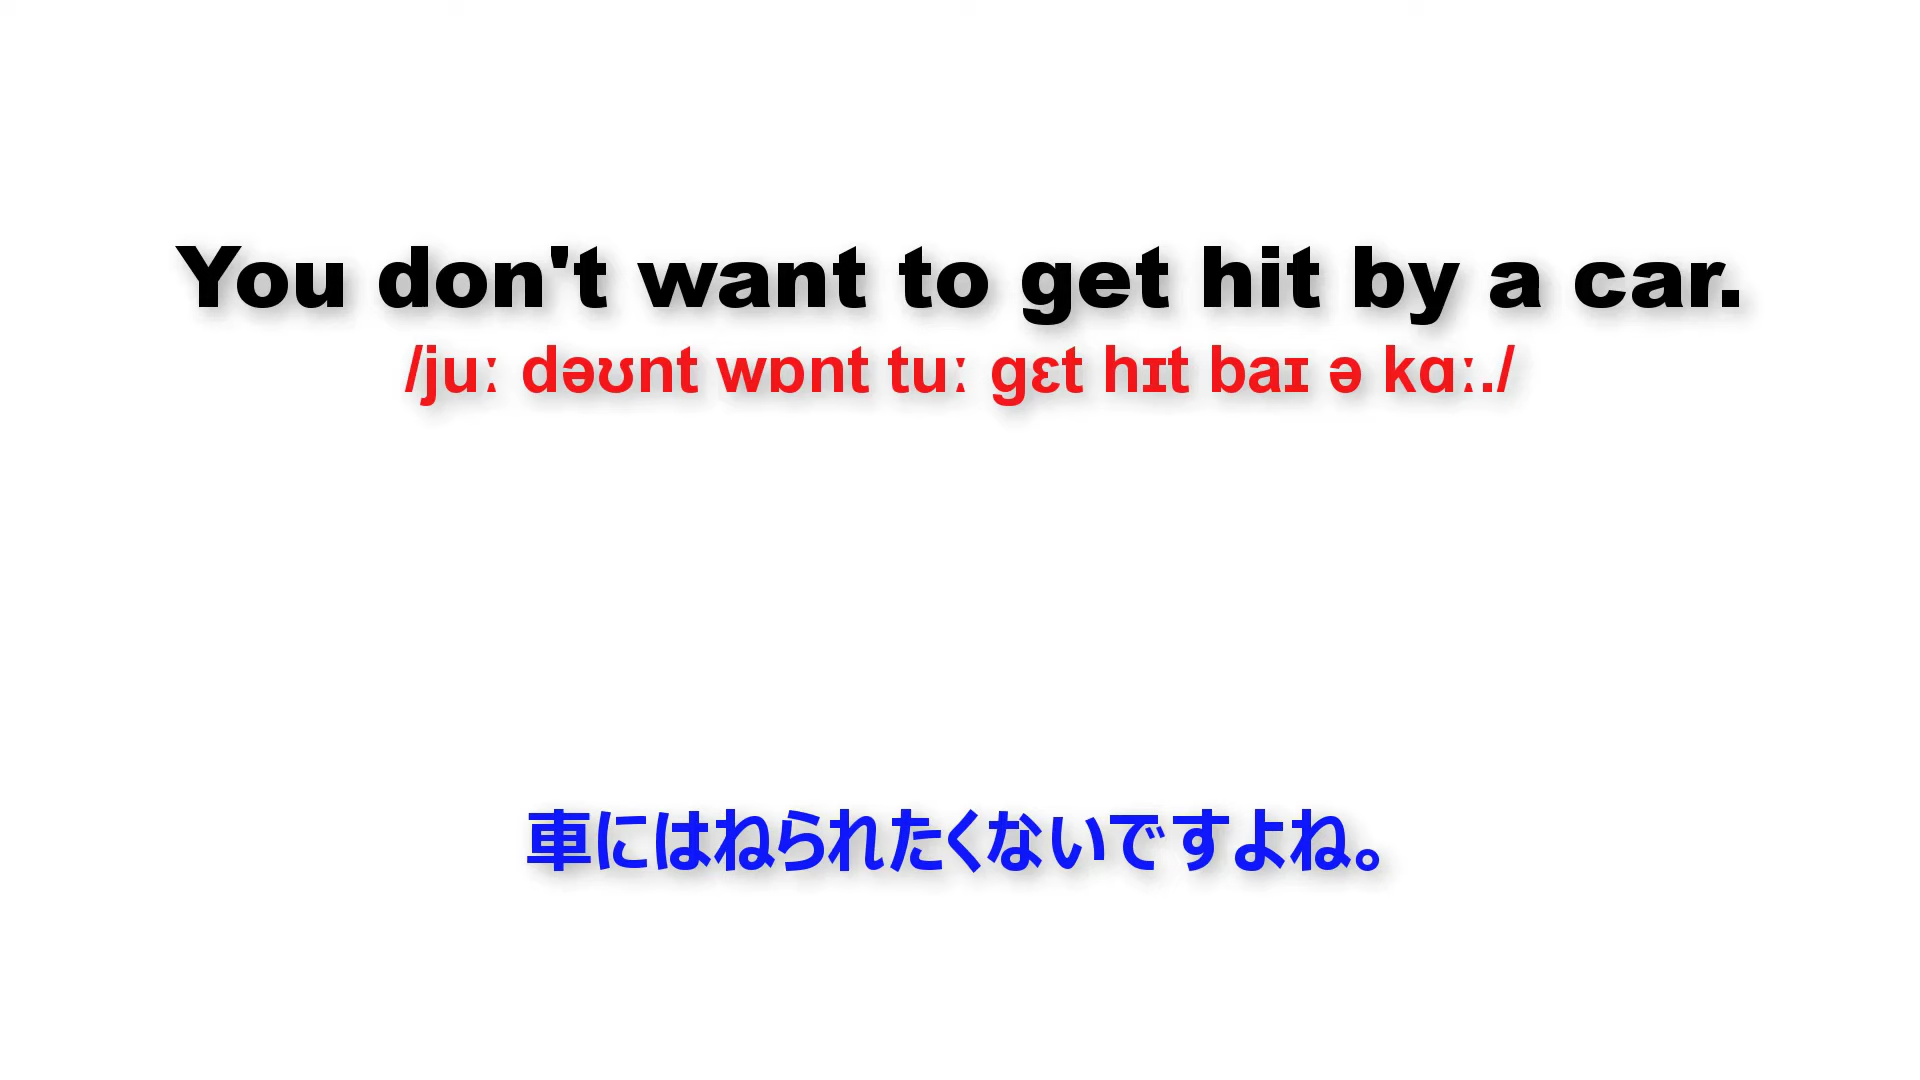 You don't want to get hit by a car.
/juː dəʊnt wɒnt tuː gɛt hɪt baɪ ə kɑː./
車にはねられたくないですよね。